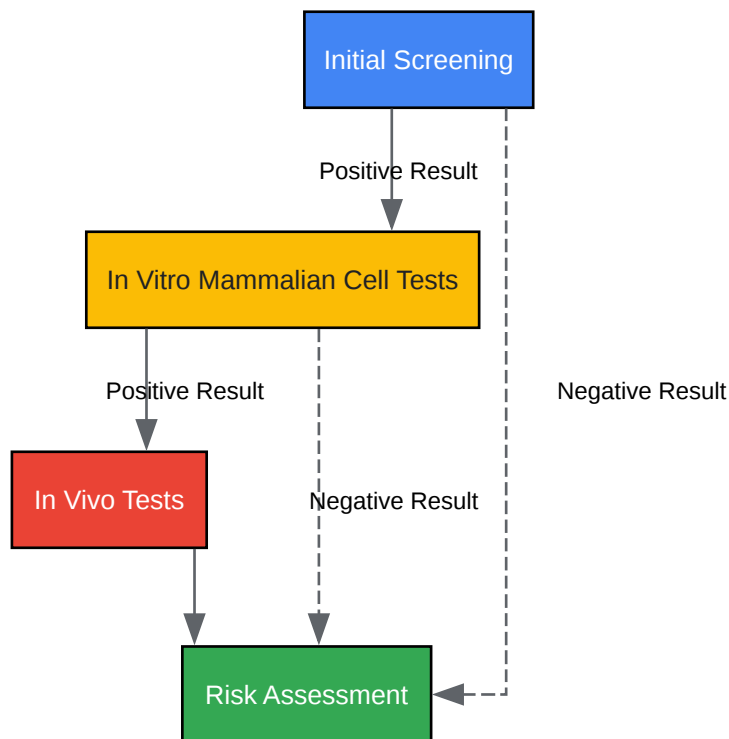 Initial Screening
Positive Result
In Vitro Mammalian Cell Tests
Positive Result
Negative Result
In Vivo Tests
Negative Result
Risk Assessment